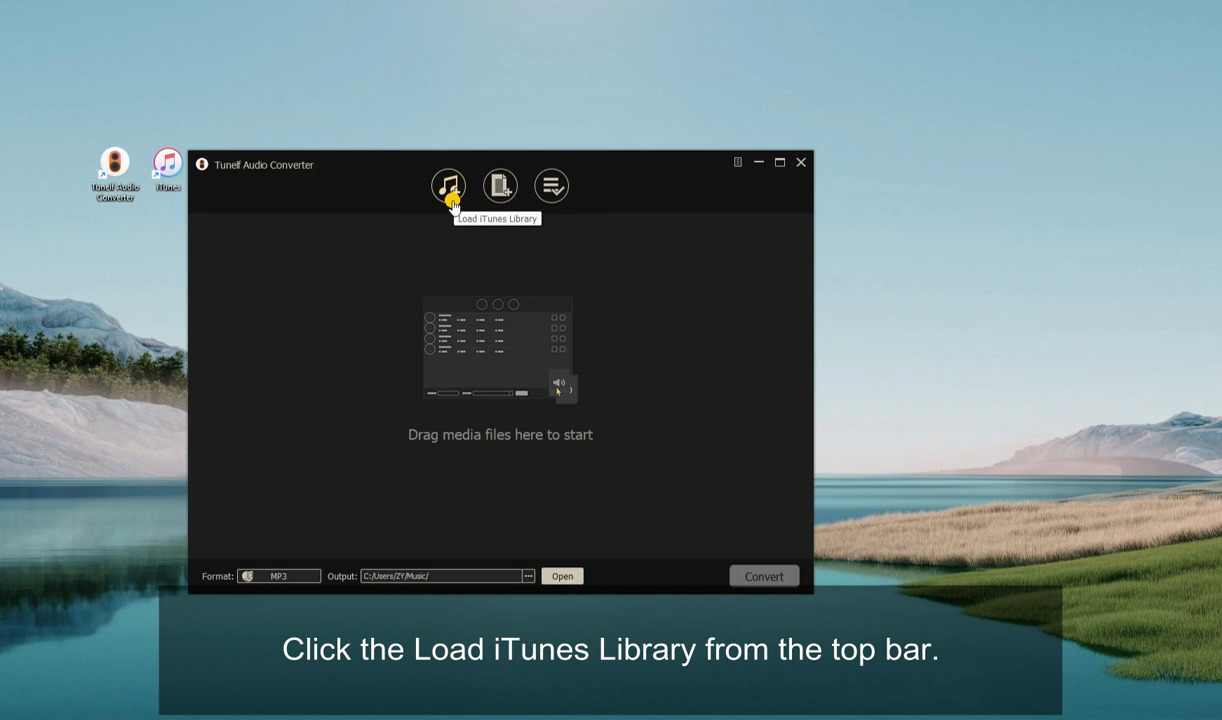 Tunelf Audio Converter
Load iTunes Library
Tunelf Audio
Converter
iTunes
Drag media files here to start
Format: MP3 Output: C:/Users/ZY/Music/ ... Open Convert
Click the Load iTunes Library from the top bar.